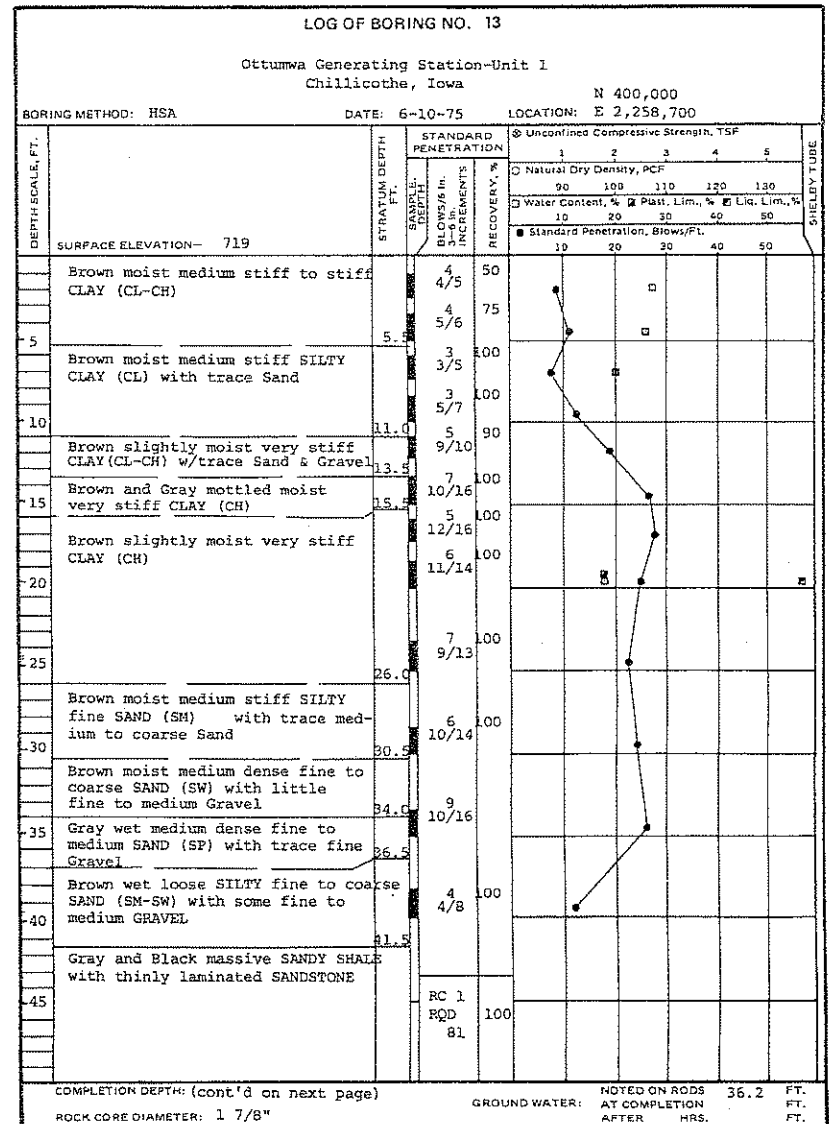 LOG OF BORING NO. 13
Ottumwa Generating Station-Unit 1
Chillicothe, Iowa
N 400,000
BORING METHOD: HSA DATE: 6-10-75 LOCATION: E 2,258,700
DEPTH SCALE, FT.
SURFACE ELEVATION— 719
STRATUM DEPTH FT.
STANDARD PENETRATION
SAMPLE DEPTH
BLOWS/6 In. 3-6 in. INCREMENTS
RECOVERY, %
Unconfined Compressive Strength, TSF
1 2 3 4 5
Natural Dry Density, PCF
90 100 110 120 130
Water Content, % Plast. Lim., % Liq. Lim., %
10 20 30 40 50
Standard Penetration, Blows/Ft.
10 20 30 40 50
SHELBY TUBE
Brown moist medium stiff to stiff
CLAY (CL-CH)
4 50
4/5
4 75
5/6
5 5.5
Brown moist medium stiff SILTY
CLAY (CL) with trace Sand
3 100
3/5
3 100
5/7
10 11.0
Brown slightly moist very stiff
CLAY(CL-CH) w/trace Sand & Gravel
5 90
9/10
13.5
Brown and Gray mottled moist
very stiff CLAY (CH)
7 100
10/16
15 15.5
Brown slightly moist very stiff
CLAY (CH)
5 100
12/16
6 100
11/14
20
7 100
9/13
25
26.0
Brown moist medium stiff SILTY
fine SAND (SM) with trace med-
ium to coarse Sand
6 100
10/14
30 30.5
Brown moist medium dense fine to
coarse SAND (SW) with little
fine to medium Gravel
9
10/16
34.0
35
Gray wet medium dense fine to
medium SAND (SP) with trace fine
Gravel
36.5
Brown wet loose SILTY fine to coarse
SAND (SM-SW) with some fine to
medium GRAVEL
4 100
4/8
40
41.5
Gray and Black massive SANDY SHALE
with thinly laminated SANDSTONE
45
RC 1
RQD 100
81
COMPLETION DEPTH: (cont'd on next page)
ROCK CORE DIAMETER: 1 7/8"
GROUND WATER: NOTED ON RODS 36.2 FT.
AT COMPLETION FT.
AFTER HRS. FT.